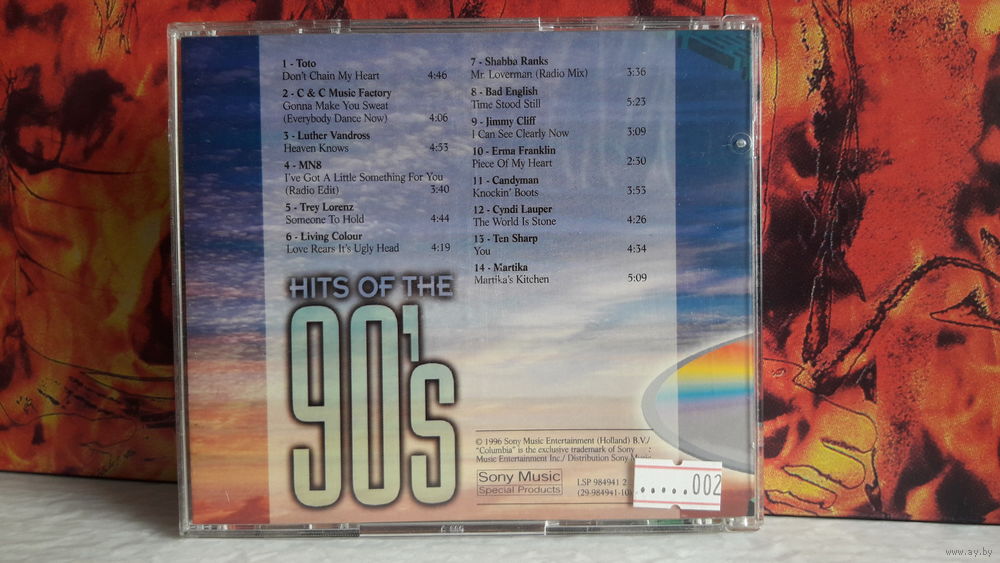 1 - Toto
Don't Chain My Heart 4:46
2 - C & C Music Factory
Gonna Make You Sweat
(Everybody Dance Now) 4:06
3 - Luther Vandross
Heaven Knows 4:53
4 - MN8
I've Got A Little Something For You
(Radio Edit) 3:40
5 - Trey Lorenz
Someone To Hold 4:44
6 - Living Colour
Love Rears It's Ugly Head 4:19
7 - Shabba Ranks
Mr. Loverman (Radio Mix) 3:36
8 - Bad English
Time Stood Still 5:23
9 - Jimmy Cliff
I Can See Clearly Now 3:09
10 - Erma Franklin
Piece Of My Heart 2:30
11 - Candyman
Knockin' Boots 3:53
12 - Cyndi Lauper
The World Is Stone 4:26
13 - Ten Sharp
You 4:34
14 - Martika
Martika's Kitchen 5:09
HITS OF THE
90's
© 1996 Sony Music Entertainment (Holland) B.V./
"Columbia" is the exclusive trademark of Sony
Music Entertainment Inc./ Distribution Sony Music
Sony Music
Special Products
LSP 984941 2
(29-984941-10
......002
www.ay.by